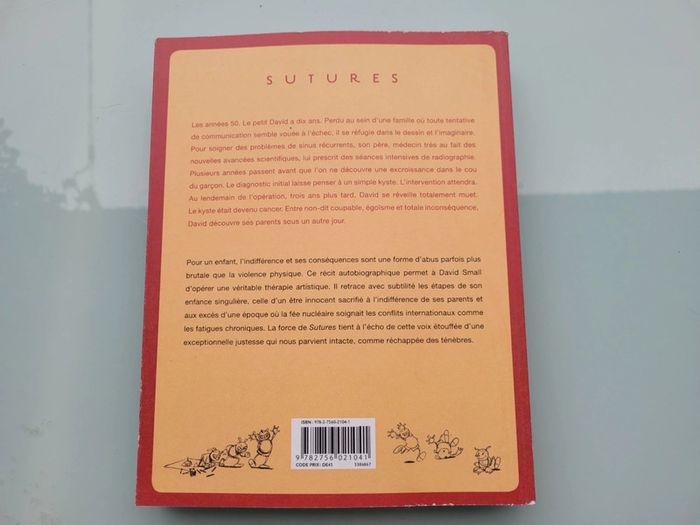 SUTURES
Les années 50. Le petit David a dix ans. Perdu au sein d'une famille où toute tentative
de communication semble vouée à l'échec, il se réfugie dans le dessin et l'imaginaire.
Pour soigner des problèmes de sinus récurrents, son père, médecin très au fait des
nouvelles avancées scientifiques, lui prescrit des séances intensives de radiographie.
Plusieurs années passent avant que l'on ne découvre une excroissance dans le cou
du garçon. Le diagnostic initial laisse penser à un simple kyste. L'intervention attendra.
Au lendemain de l'opération, trois ans plus tard, David se réveille totalement muet.
Le kyste était devenu cancer. Entre non-dit coupable, égoïsme et totale inconséquence,
David découvre ses parents sous un autre jour.
Pour un enfant, l'indifférence et ses conséquences sont une forme d'abus parfois plus
brutale que la violence physique. Ce récit autobiographique permet à David Small
d'opérer une véritable thérapie artistique. Il retrace avec subtilité les étapes de son
enfance singulière, celle d'un être innocent sacrifié à l'indifférence de ses parents et
aux excès d'une époque où la fée nucléaire soignait les conflits internationaux comme
les fatigues chroniques. La force de Sutures tient à l'écho de cette voix étouffée d'une
exceptionnelle justesse qui nous parvient intacte, comme réchappée des ténèbres.
ISBN : 978-2-7560-2104-1
9 782756 021041
CODE PRIX : DE45 3386867